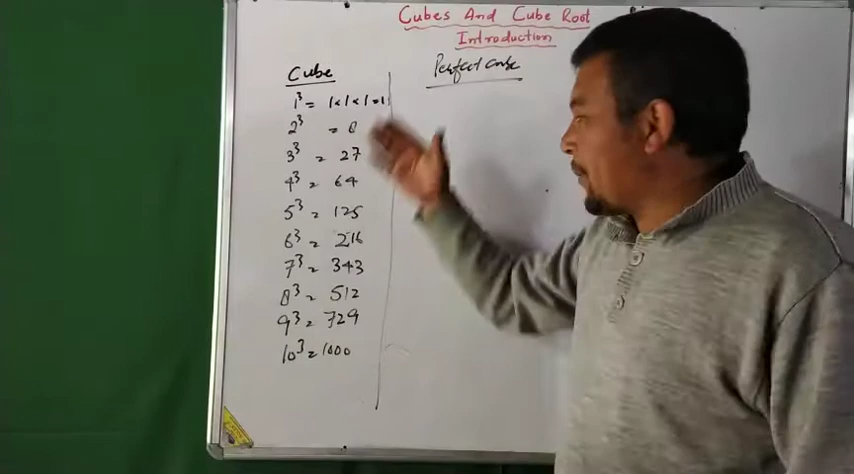 Cubes And Cube Root
Introduction
Cube
Perfect cube
1³ = 1×1×1=1
2³ = 8
3³ = 27
4³ = 64
5³ = 125
6³ = 216
7³ = 343
8³ = 512
9³ = 729
10³ = 1000